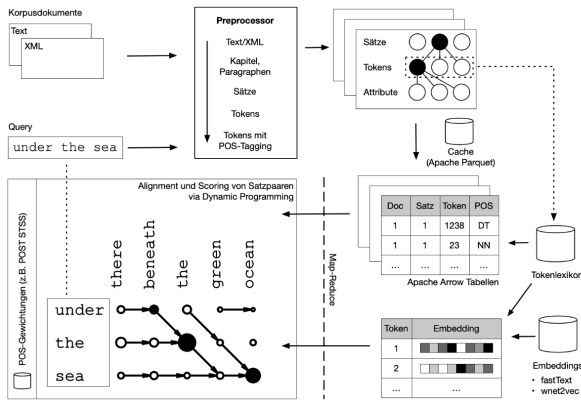 Korpusdokumente
Text
XML
Preprocessor
Text/XML
Kapitel,
Paragraphen
Sätze
Tokens
Tokens mit
POS-Tagging
Sätze
Tokens
Attribute
Query
under the sea
Cache
(Apache Parquet)
Alignment und Scoring von Satzpaaren
via Dynamic Programming
POS-Gewichtungen (z.B. POST STSS)
there
beneath
the
green
ocean
under
the
sea
Map-Reduce
Doc Satz Token POS
1 1 1238 DT
1 1 23 NN
... ... ... ...
Apache Arrow Tabellen
Tokenlexikon
Token Embedding
1
2
... ...
Embeddings
• fastText
• wnet2vec